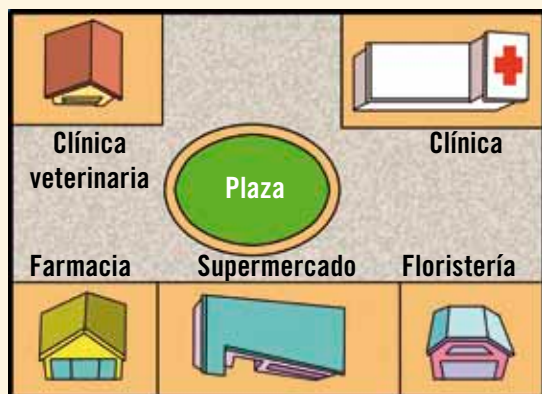 Clínica
veterinaria
Clínica
Plaza
Farmacia
Supermercado
Floristería